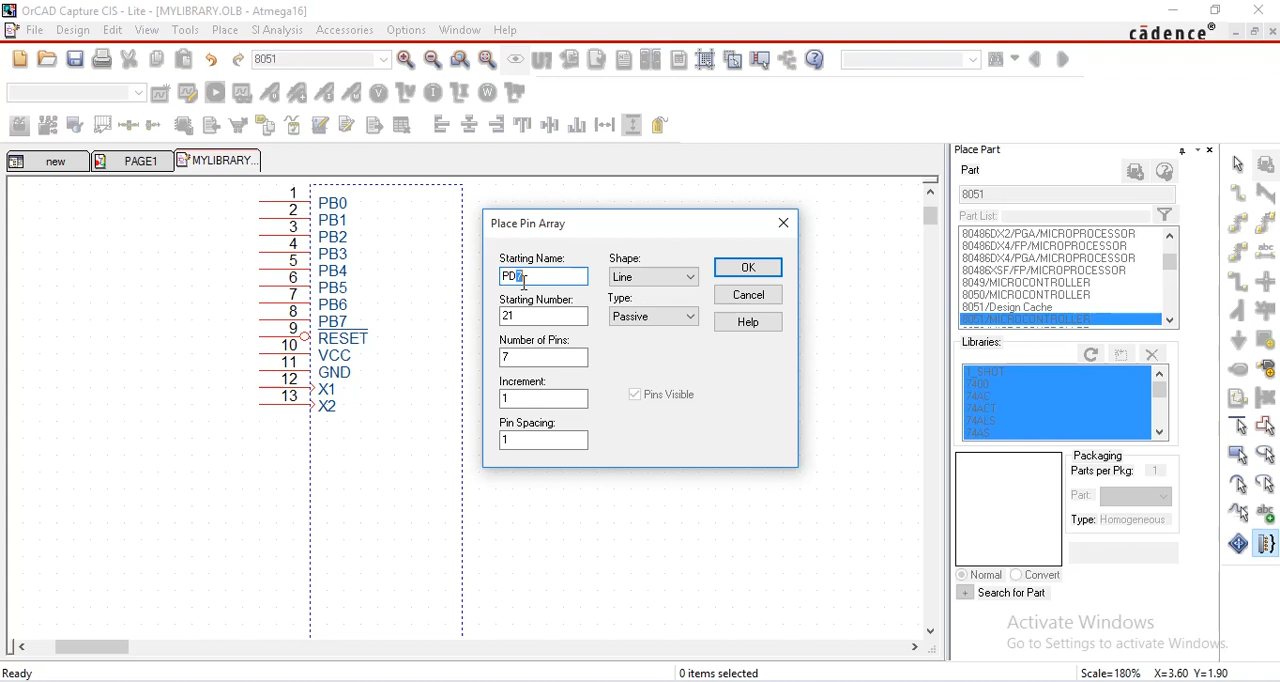 OrCAD Capture CIS - Lite - [MYLIBRARY.OLB - Atmega16]
File Design Edit View Tools Place SI Analysis Accessories Options Window Help
cādence®
8051
U?
V I W
new PAGE1 MYLIBRARY...
1 PB0
2 PB1
3 PB2
4 PB3
5 PB4
6 PB5
7 PB6
8 PB7
9 RESET
10 VCC
11 GND
12 X1
13 X2
Place Pin Array
Starting Name: Shape:
PD7 Line OK
Starting Number: Type: Cancel
21 Passive
Number of Pins: Help
7
Increment:
1 Pins Visible
Pin Spacing:
1
Place Part
Part
8051
Part List:
80486DX2/PGA/MICROPROCESSOR
80486DX4/FP/MICROPROCESSOR
80486DX4/PGA/MICROPROCESSOR
80486XSF/FP/MICROPROCESSOR
8049/MICROCONTROLLER
8050/MICROCONTROLLER
8051/Design Cache
8051/MICROCONTROLLER
Libraries:
1_SHOT
7400
74AC
74ACT
74ALS
74AS
Packaging
Parts per Pkg: 1
Part:
Type: Homogeneous
Normal Convert
+ Search for Part
abc
abc
Activate Windows
Go to Settings to activate Windows.
Ready 0 items selected Scale=180% X=3.60 Y=1.90